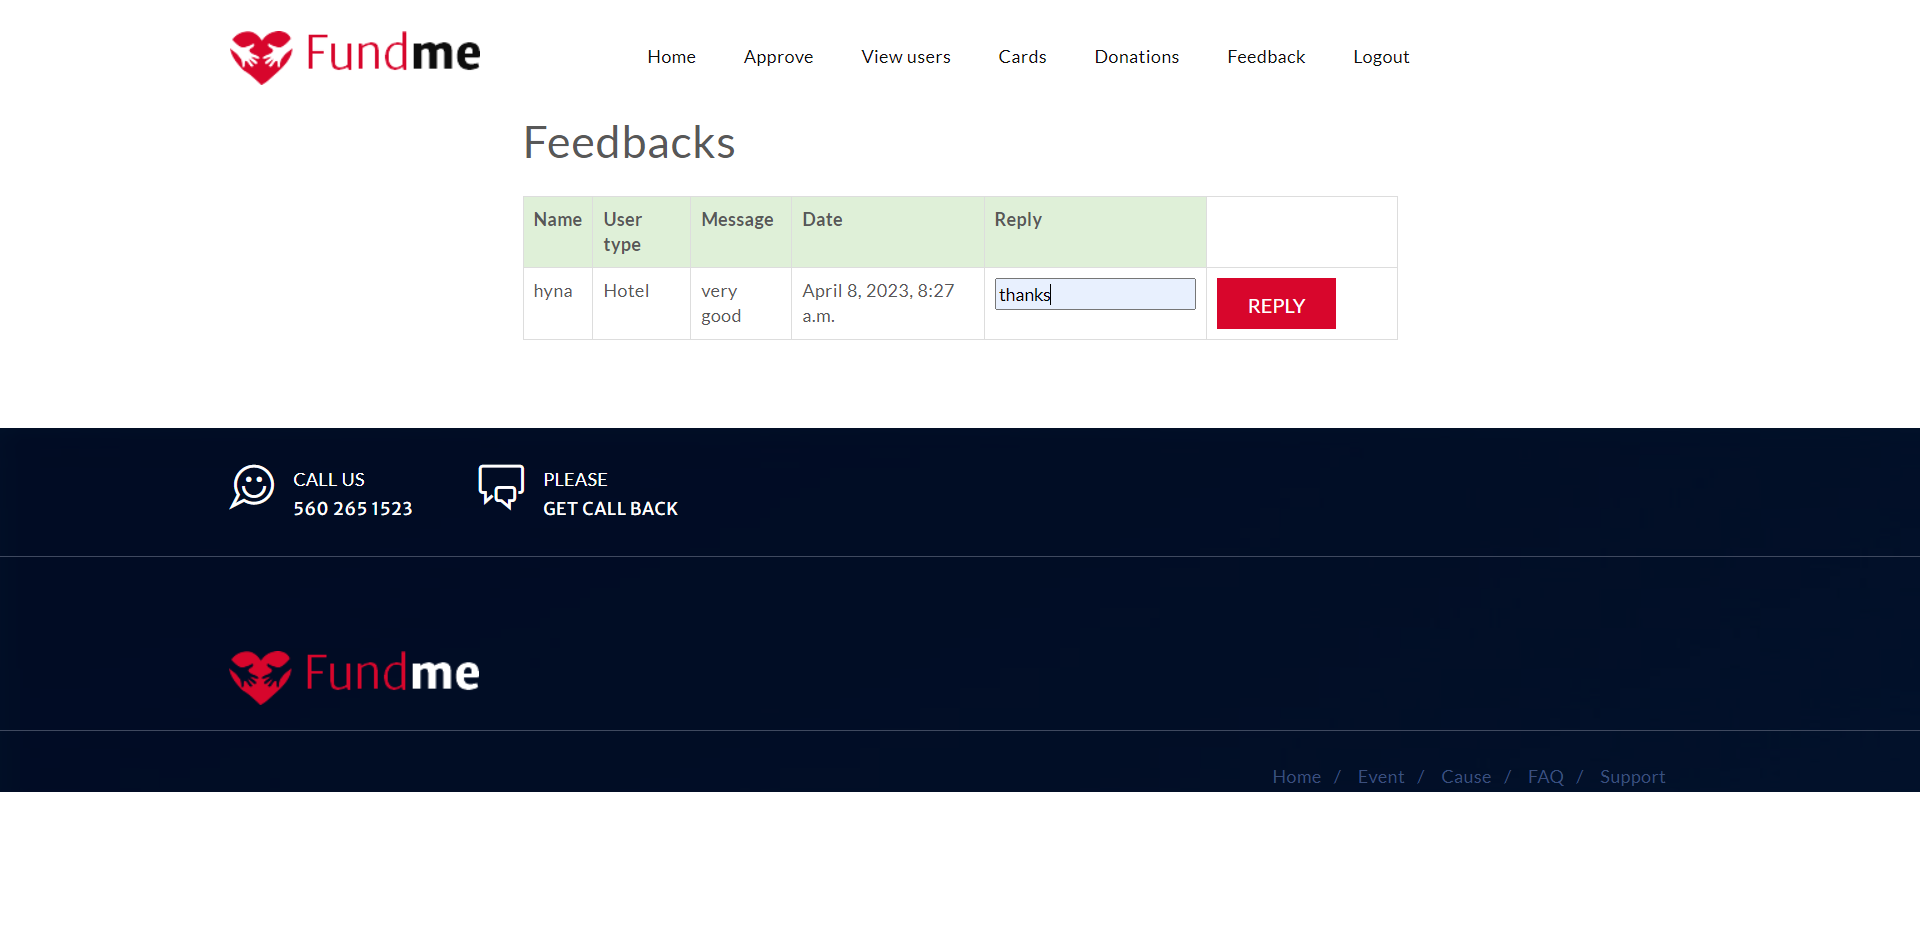 Fundme
Home Approve View users Cards Donations Feedback Logout
Feedbacks
Name User type Message Date Reply
hyna Hotel very good April 8, 2023, 8:27 a.m. thanks REPLY
CALL US
560 265 1523
PLEASE
GET CALL BACK
Fundme
Home / Event / Cause / FAQ / Support